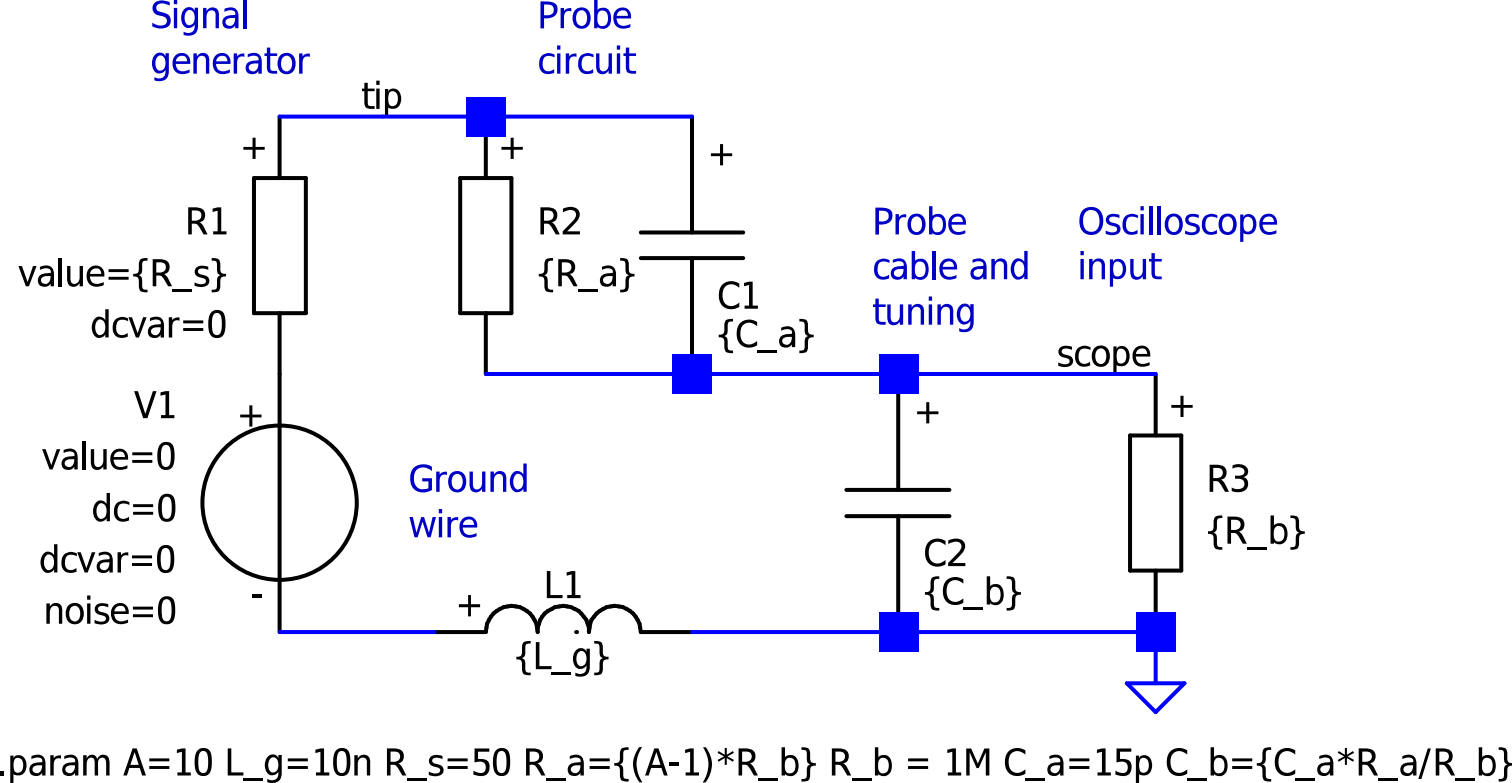 Signal
generator
Probe
circuit
tip
+
+
+
R1
value={R_s}
dcvar=0
R2
{R_a}
C1
{C_a}
Probe
cable and
tuning
Oscilloscope
input
scope
V1
value=0
dc=0
dcvar=0
noise=0
+
-
Ground
wire
+
L1
{L_g}
+
C2
{C_b}
+
R3
{R_b}
.param A=10 L_g=10n R_s=50 R_a={(A-1)*R_b} R_b = 1M C_a=15p C_b={C_a*R_a/R_b}